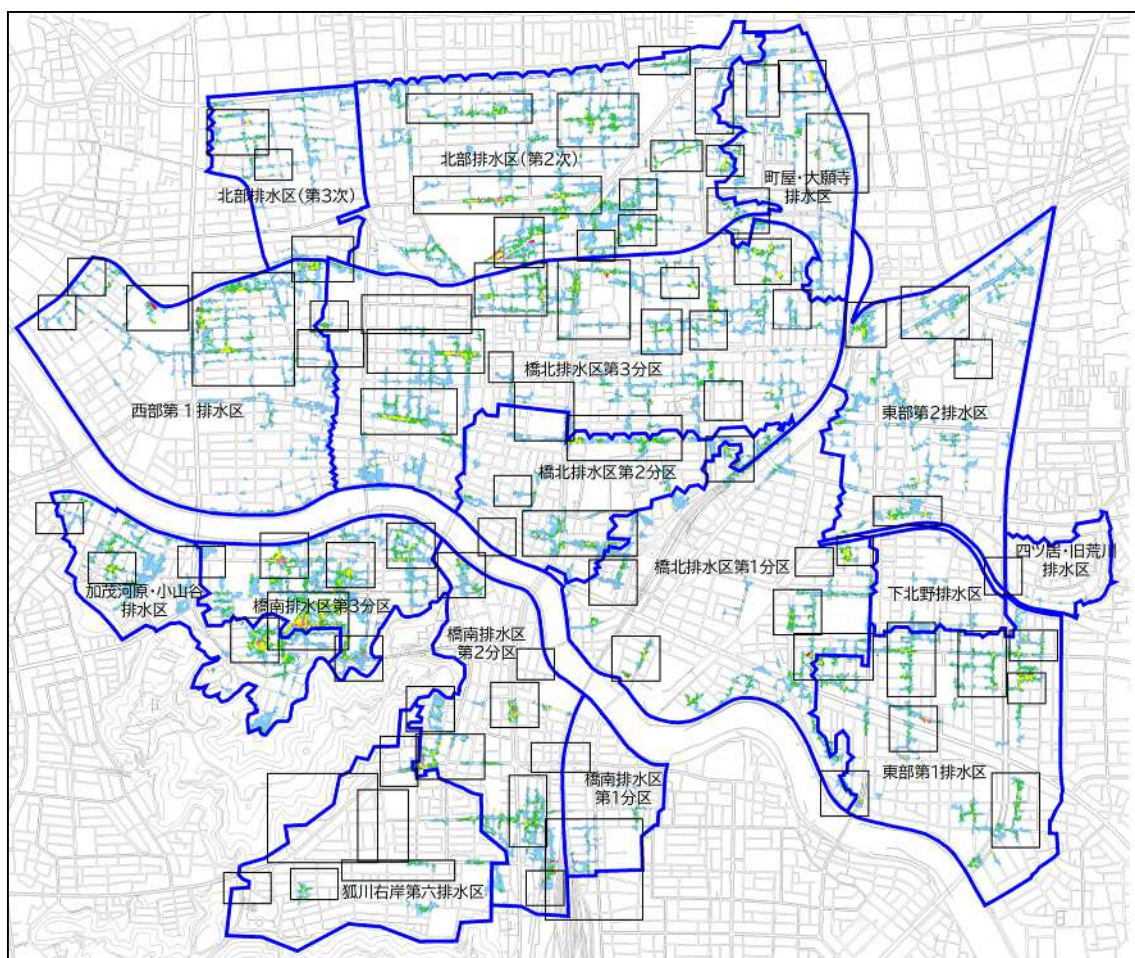 北部排水区(第2次)
北部排水区(第3次)
町屋・大願寺
排水区
橋北排水区第3分区
西部第1排水区
東部第2排水区
橋北排水区第2分区
橋北排水区第1分区
四ツ居・旧荒川
排水区
加茂河原・小山谷
排水区
下北野排水区
橋南排水区第3分区
橋南排水区
第2分区
東部第1排水区
橋南排水区
第1分区
狐川右岸第六排水区